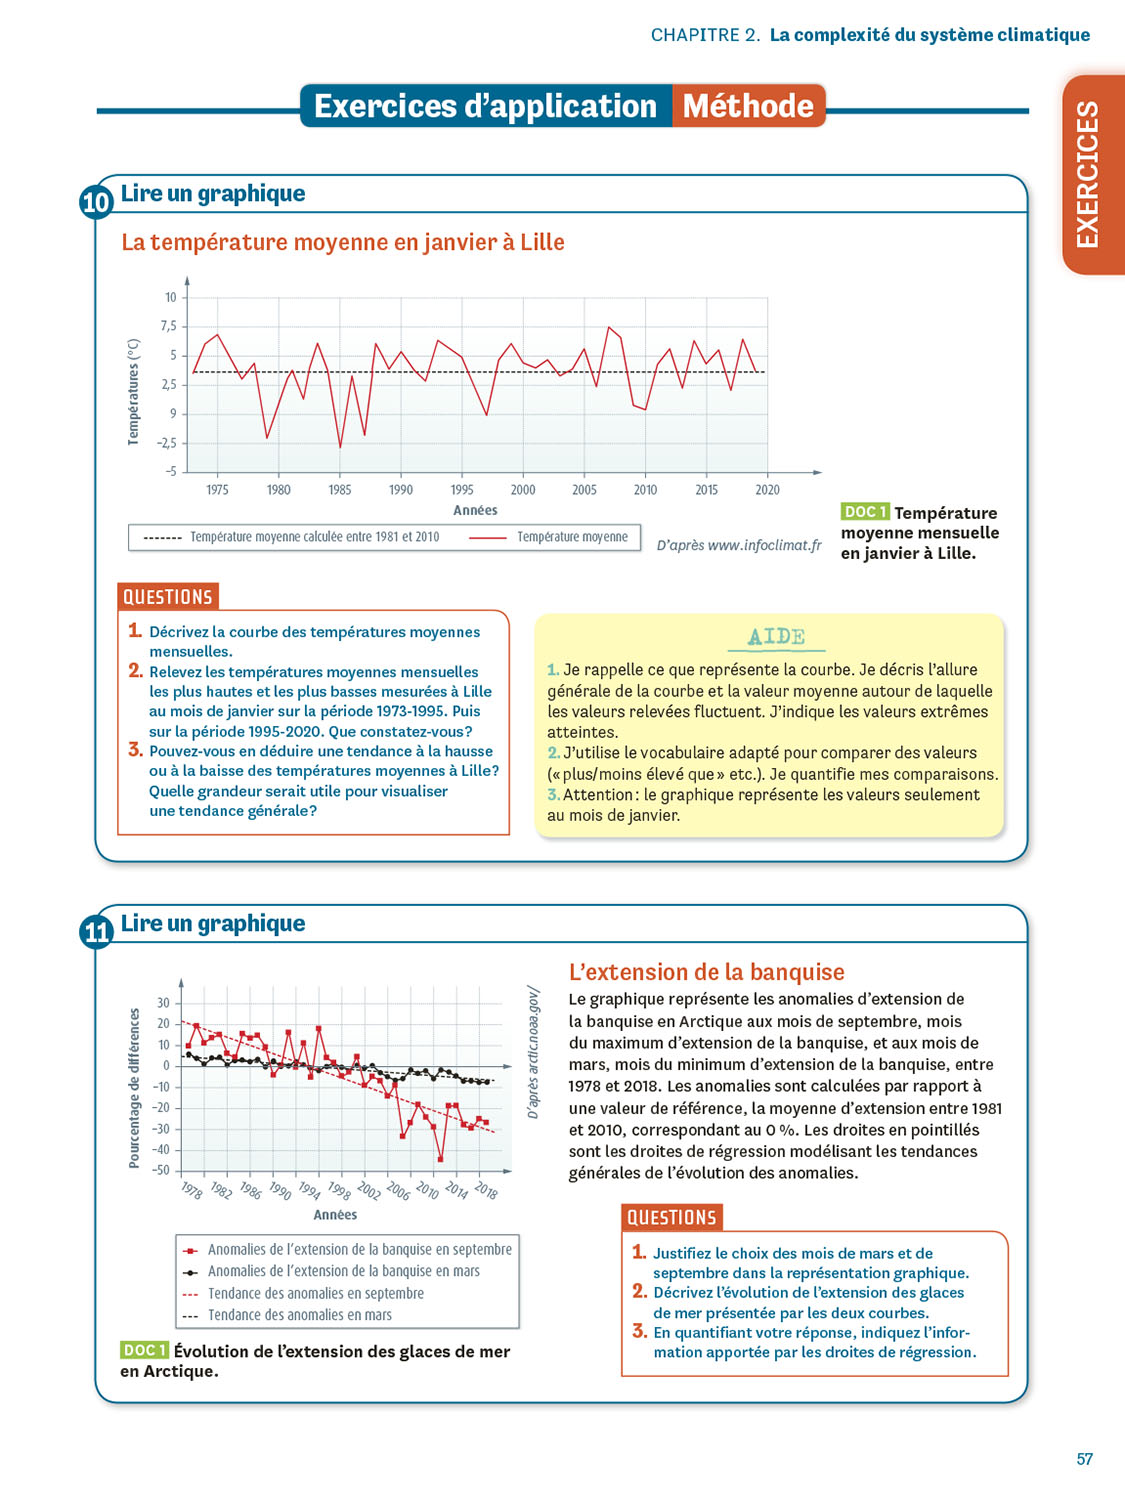 CHAPITRE 2. La complexité du système climatique
EXERCICES
Exercices d'application Méthode
10 Lire un graphique
La température moyenne en janvier à Lille
Températures (°C)
10
7,5
5
2,5
9
–2,5
–5
1975 1980 1985 1990 1995 2000 2005 2010 2015 2020
Années
Température moyenne calculée entre 1981 et 2010 Température moyenne
D'après www.infoclimat.fr
DOC 1 Température
moyenne mensuelle
en janvier à Lille.
QUESTIONS
1. Décrivez la courbe des températures moyennes
mensuelles.
2. Relevez les températures moyennes mensuelles
les plus hautes et les plus basses mesurées à Lille
au mois de janvier sur la période 1973-1995. Puis
sur la période 1995-2020. Que constatez-vous ?
3. Pouvez-vous en déduire une tendance à la hausse
ou à la baisse des températures moyennes à Lille ?
Quelle grandeur serait utile pour visualiser
une tendance générale ?
AIDE
1. Je rappelle ce que représente la courbe. Je décris l'allure
générale de la courbe et la valeur moyenne autour de laquelle
les valeurs relevées fluctuent. J'indique les valeurs extrêmes
atteintes.
2. J'utilise le vocabulaire adapté pour comparer des valeurs
(« plus/moins élevé que » etc.). Je quantifie mes comparaisons.
3. Attention : le graphique représente les valeurs seulement
au mois de janvier.
11 Lire un graphique
Pourcentage de différences
30
20
10
0
–10
–20
–30
–40
–50
1978 1982 1986 1990 1994 1998 2002 2006 2010 2014 2018
Années
D'après arctic.noaa.gov/
Anomalies de l'extension de la banquise en septembre
Anomalies de l'extension de la banquise en mars
Tendance des anomalies en septembre
Tendance des anomalies en mars
DOC 1 Évolution de l'extension des glaces de mer
en Arctique.
L'extension de la banquise
Le graphique représente les anomalies d'extension de
la banquise en Arctique aux mois de septembre, mois
du maximum d'extension de la banquise, et aux mois de
mars, mois du minimum d'extension de la banquise, entre
1978 et 2018. Les anomalies sont calculées par rapport à
une valeur de référence, la moyenne d'extension entre 1981
et 2010, correspondant au 0 %. Les droites en pointillés
sont les droites de régression modélisant les tendances
générales de l'évolution des anomalies.
QUESTIONS
1. Justifiez le choix des mois de mars et de
septembre dans la représentation graphique.
2. Décrivez l'évolution de l'extension des glaces
de mer présentée par les deux courbes.
3. En quantifiant votre réponse, indiquez l'infor-
mation apportée par les droites de régression.
57